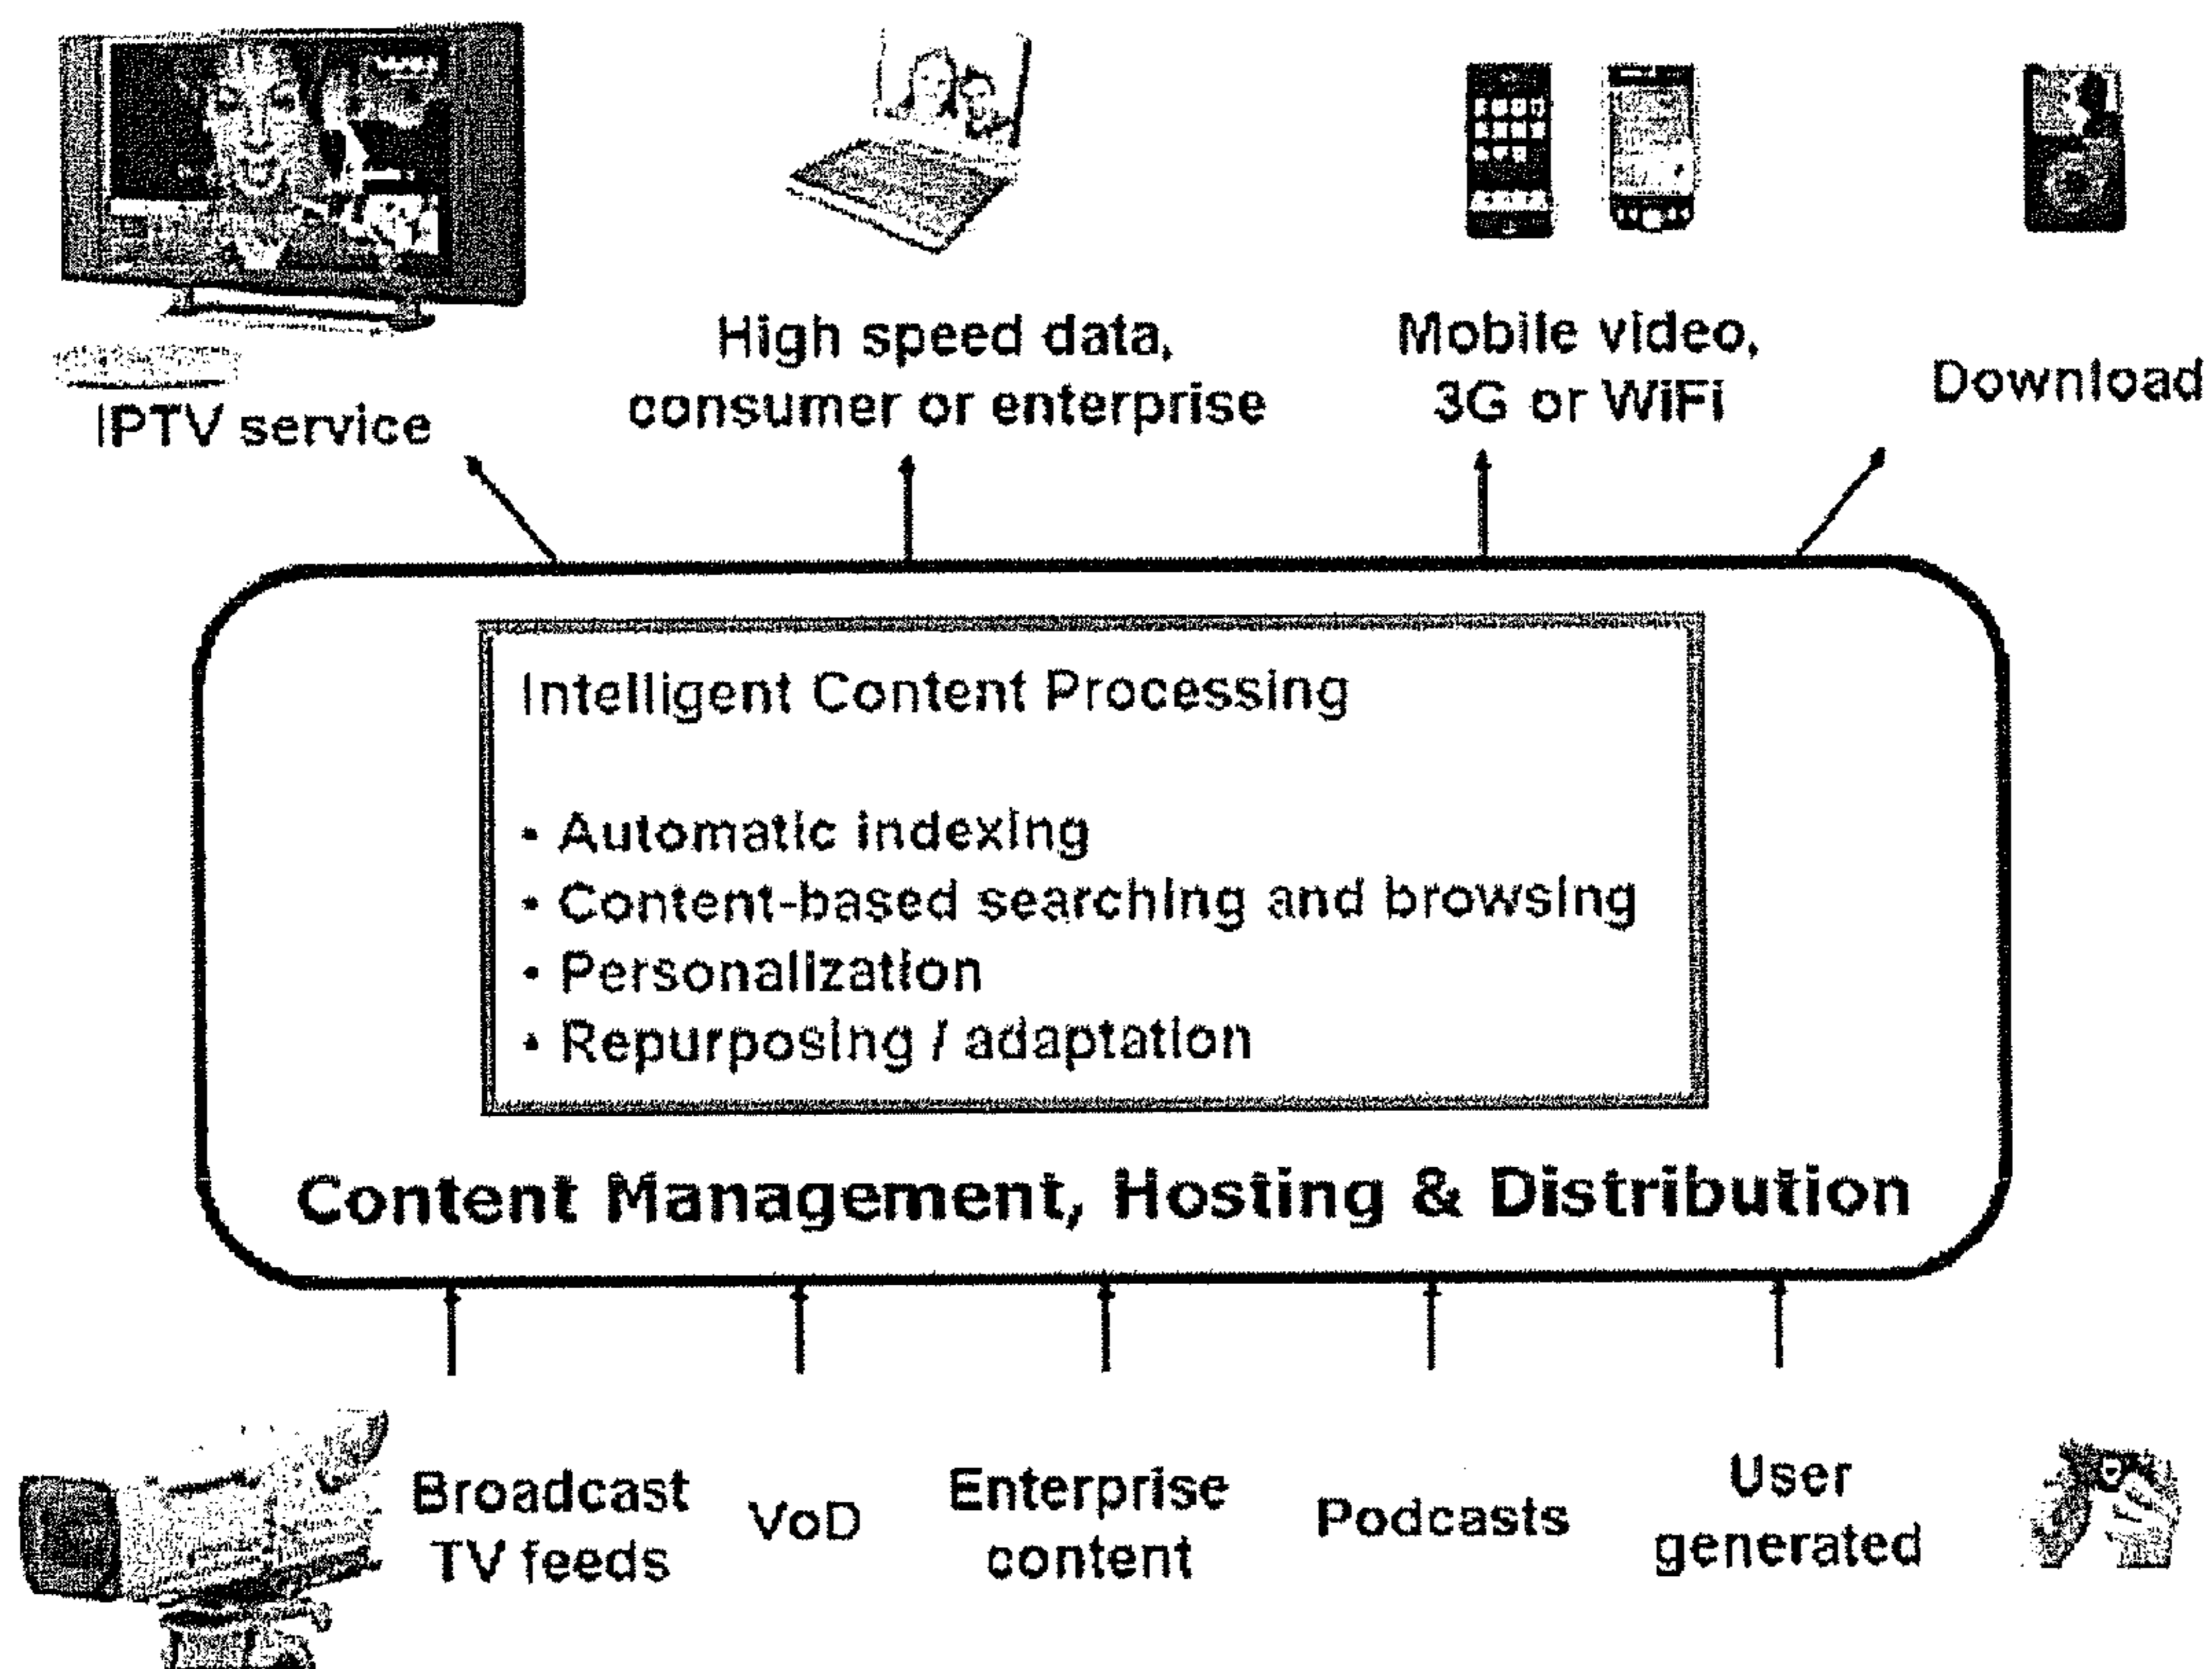 IPTV service
High speed data,
consumer or enterprise
Mobile video,
3G or WiFi
Download
Intelligent Content Processing
• Automatic indexing
• Content-based searching and browsing
• Personalization
• Repurposing / adaptation
Content Management, Hosting & Distribution
Broadcast
TV feeds
VoD
Enterprise
content
Podcasts
User
generated